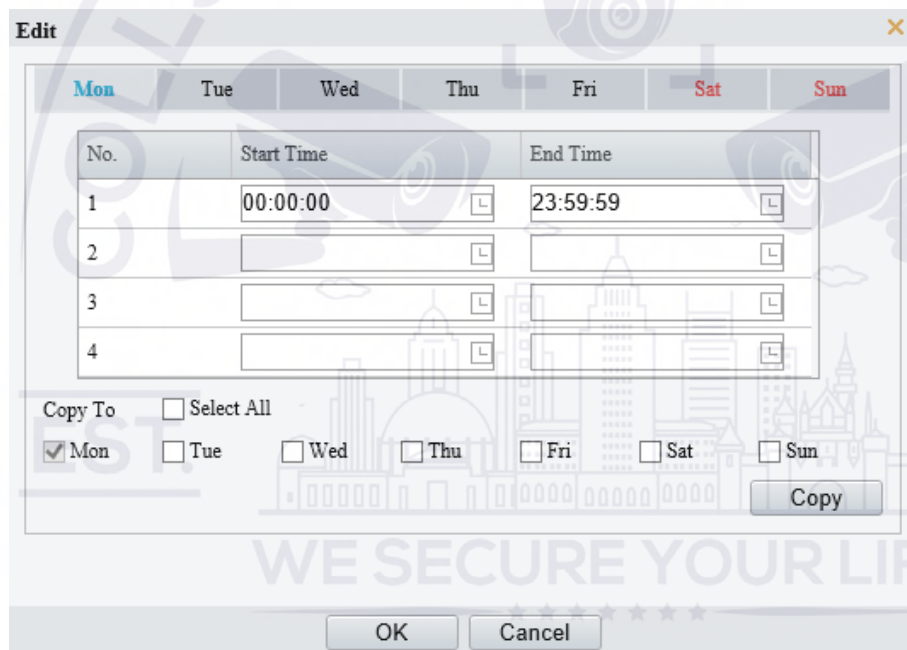 Edit
Mon Tue Wed Thu Fri Sat Sun
No. Start Time End Time
1 00:00:00 23:59:59
2
3
4
Copy To Select All
Mon Tue Wed Thu Fri Sat Sun
EST.
Copy
WE SECURE YOUR
OK Cancel